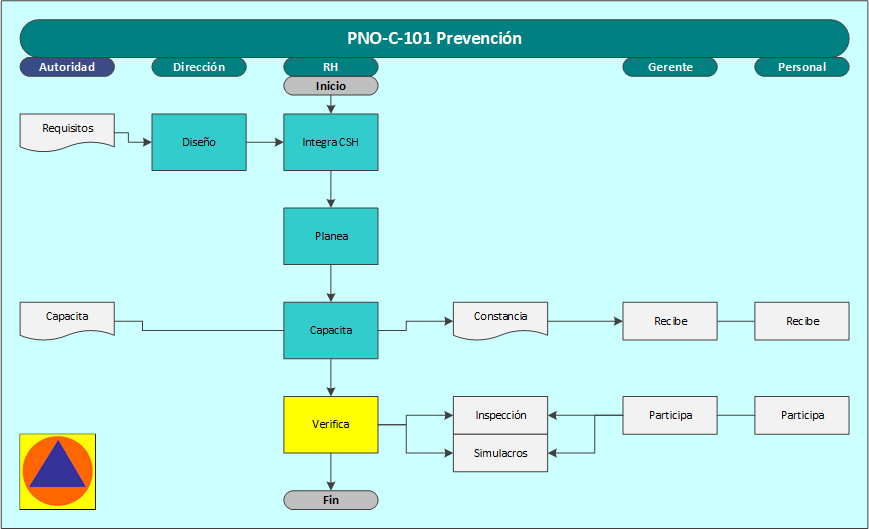 PNO-C-101 Prevención
Autoridad
Dirección
RH
Gerente
Personal
Inicio
Requisitos
Diseño
Integra CSH
Planea
Capacita
Capacita
Constancia
Recibe
Recibe
Verifica
Inspección
Participa
Participa
Simulacros
Fin